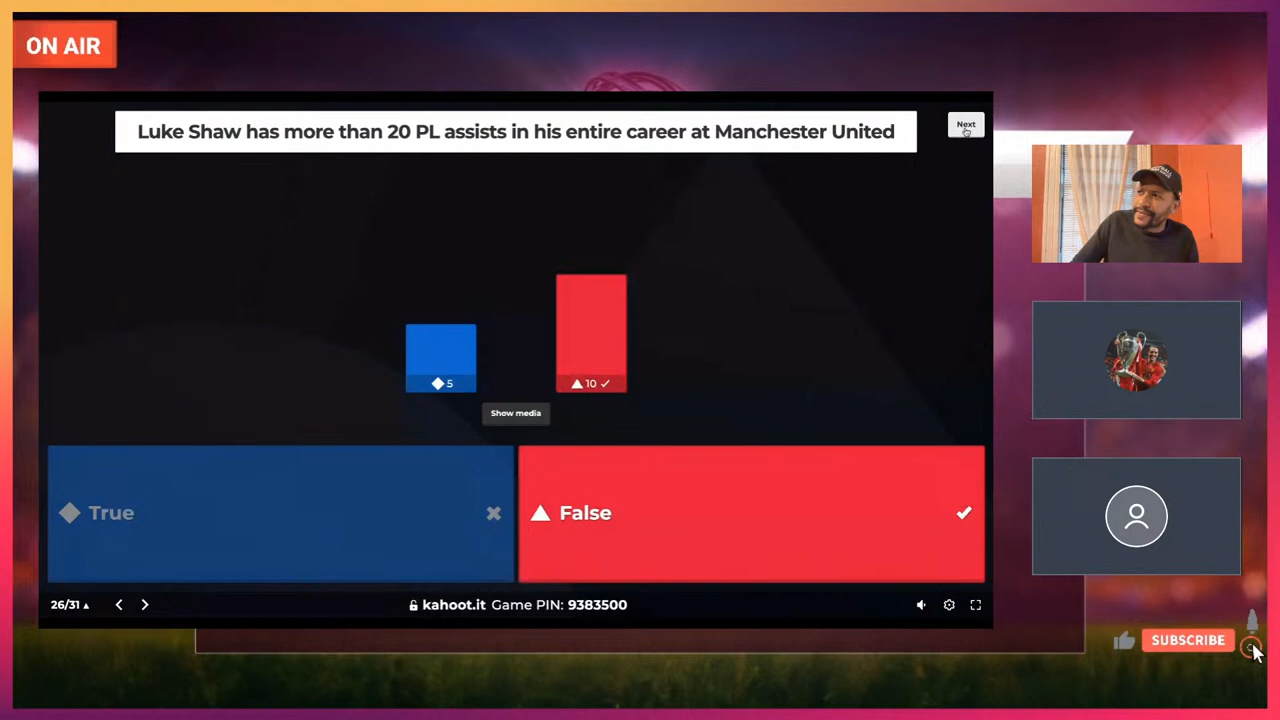 ON AIR
Luke Shaw has more than 20 PL assists in his entire career at Manchester United
Next
5
10
Show media
True
False
26/31
kahoot.it Game PIN: 9383500
SUBSCRIBE